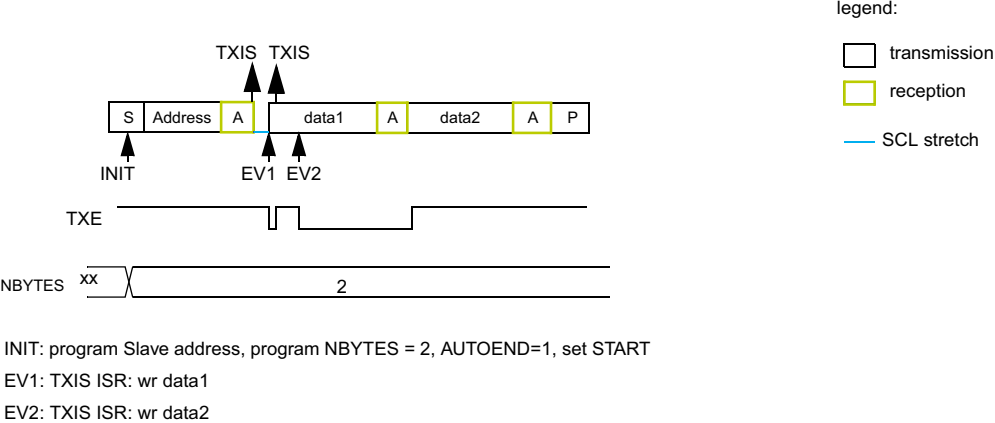 legend:
TXIS TXIS
transmission
reception
S Address A data1 A data2 A P
SCL stretch
INIT EV1 EV2
TXE
NBYTES xx 2
INIT: program Slave address, program NBYTES = 2, AUTOEND=1, set START
EV1: TXIS ISR: wr data1
EV2: TXIS ISR: wr data2